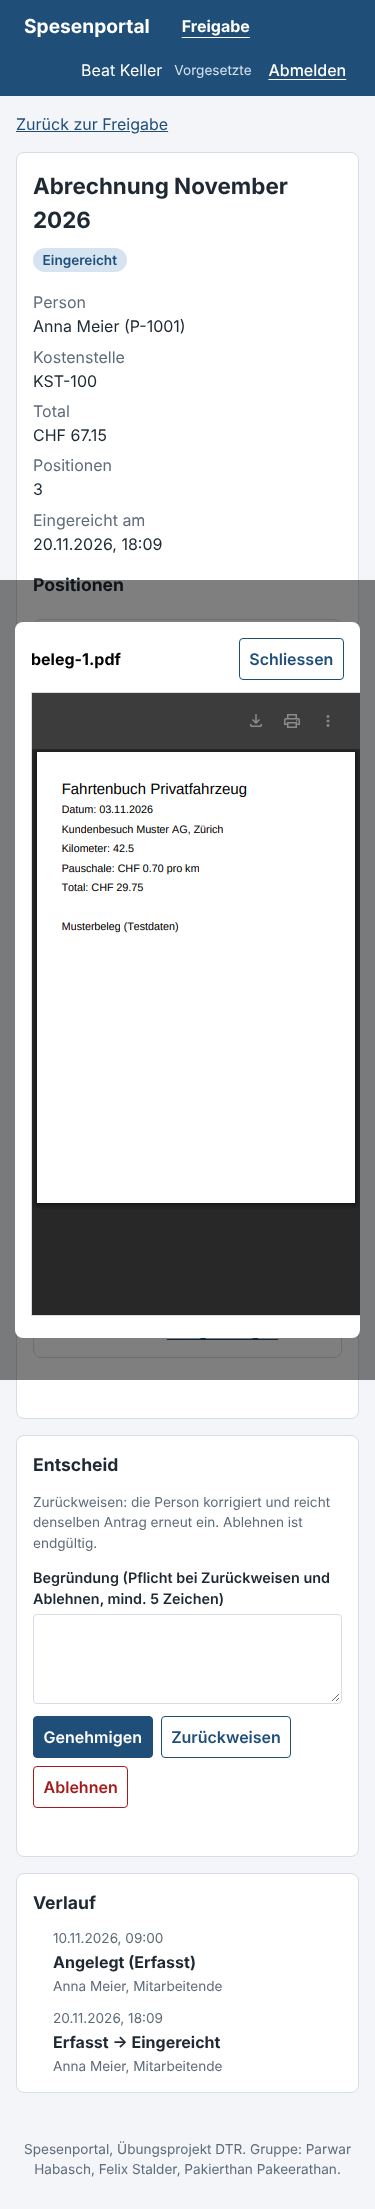 Spesenportal Freigabe
Beat Keller Vorgesetzte Abmelden
Zurück zur Freigabe
Abrechnung November
2026
Eingereicht
Person
Anna Meier (P-1001)
Kostenstelle
KST-100
Total
CHF 67.15
Positionen
3
Eingereicht am
20.11.2026, 18:09
Positionen
beleg-1.pdf Schliessen
Fahrtenbuch Privatfahrzeug
Datum: 03.11.2026
Kundenbesuch Muster AG, Zürich
Kilometer: 42.5
Pauschale: CHF 0.70 pro km
Total: CHF 29.75
Musterbeleg (Testdaten)
Entscheid
Zurückweisen: die Person korrigiert und reicht
denselben Antrag erneut ein. Ablehnen ist
endgültig.
Begründung (Pflicht bei Zurückweisen und
Ablehnen, mind. 5 Zeichen)
Genehmigen Zurückweisen
Ablehnen
Verlauf
10.11.2026, 09:00
Angelegt (Erfasst)
Anna Meier, Mitarbeitende
20.11.2026, 18:09
Erfasst → Eingereicht
Anna Meier, Mitarbeitende
Spesenportal, Übungsprojekt DTR. Gruppe: Parwar
Habasch, Felix Stalder, Pakierthan Pakeerathan.